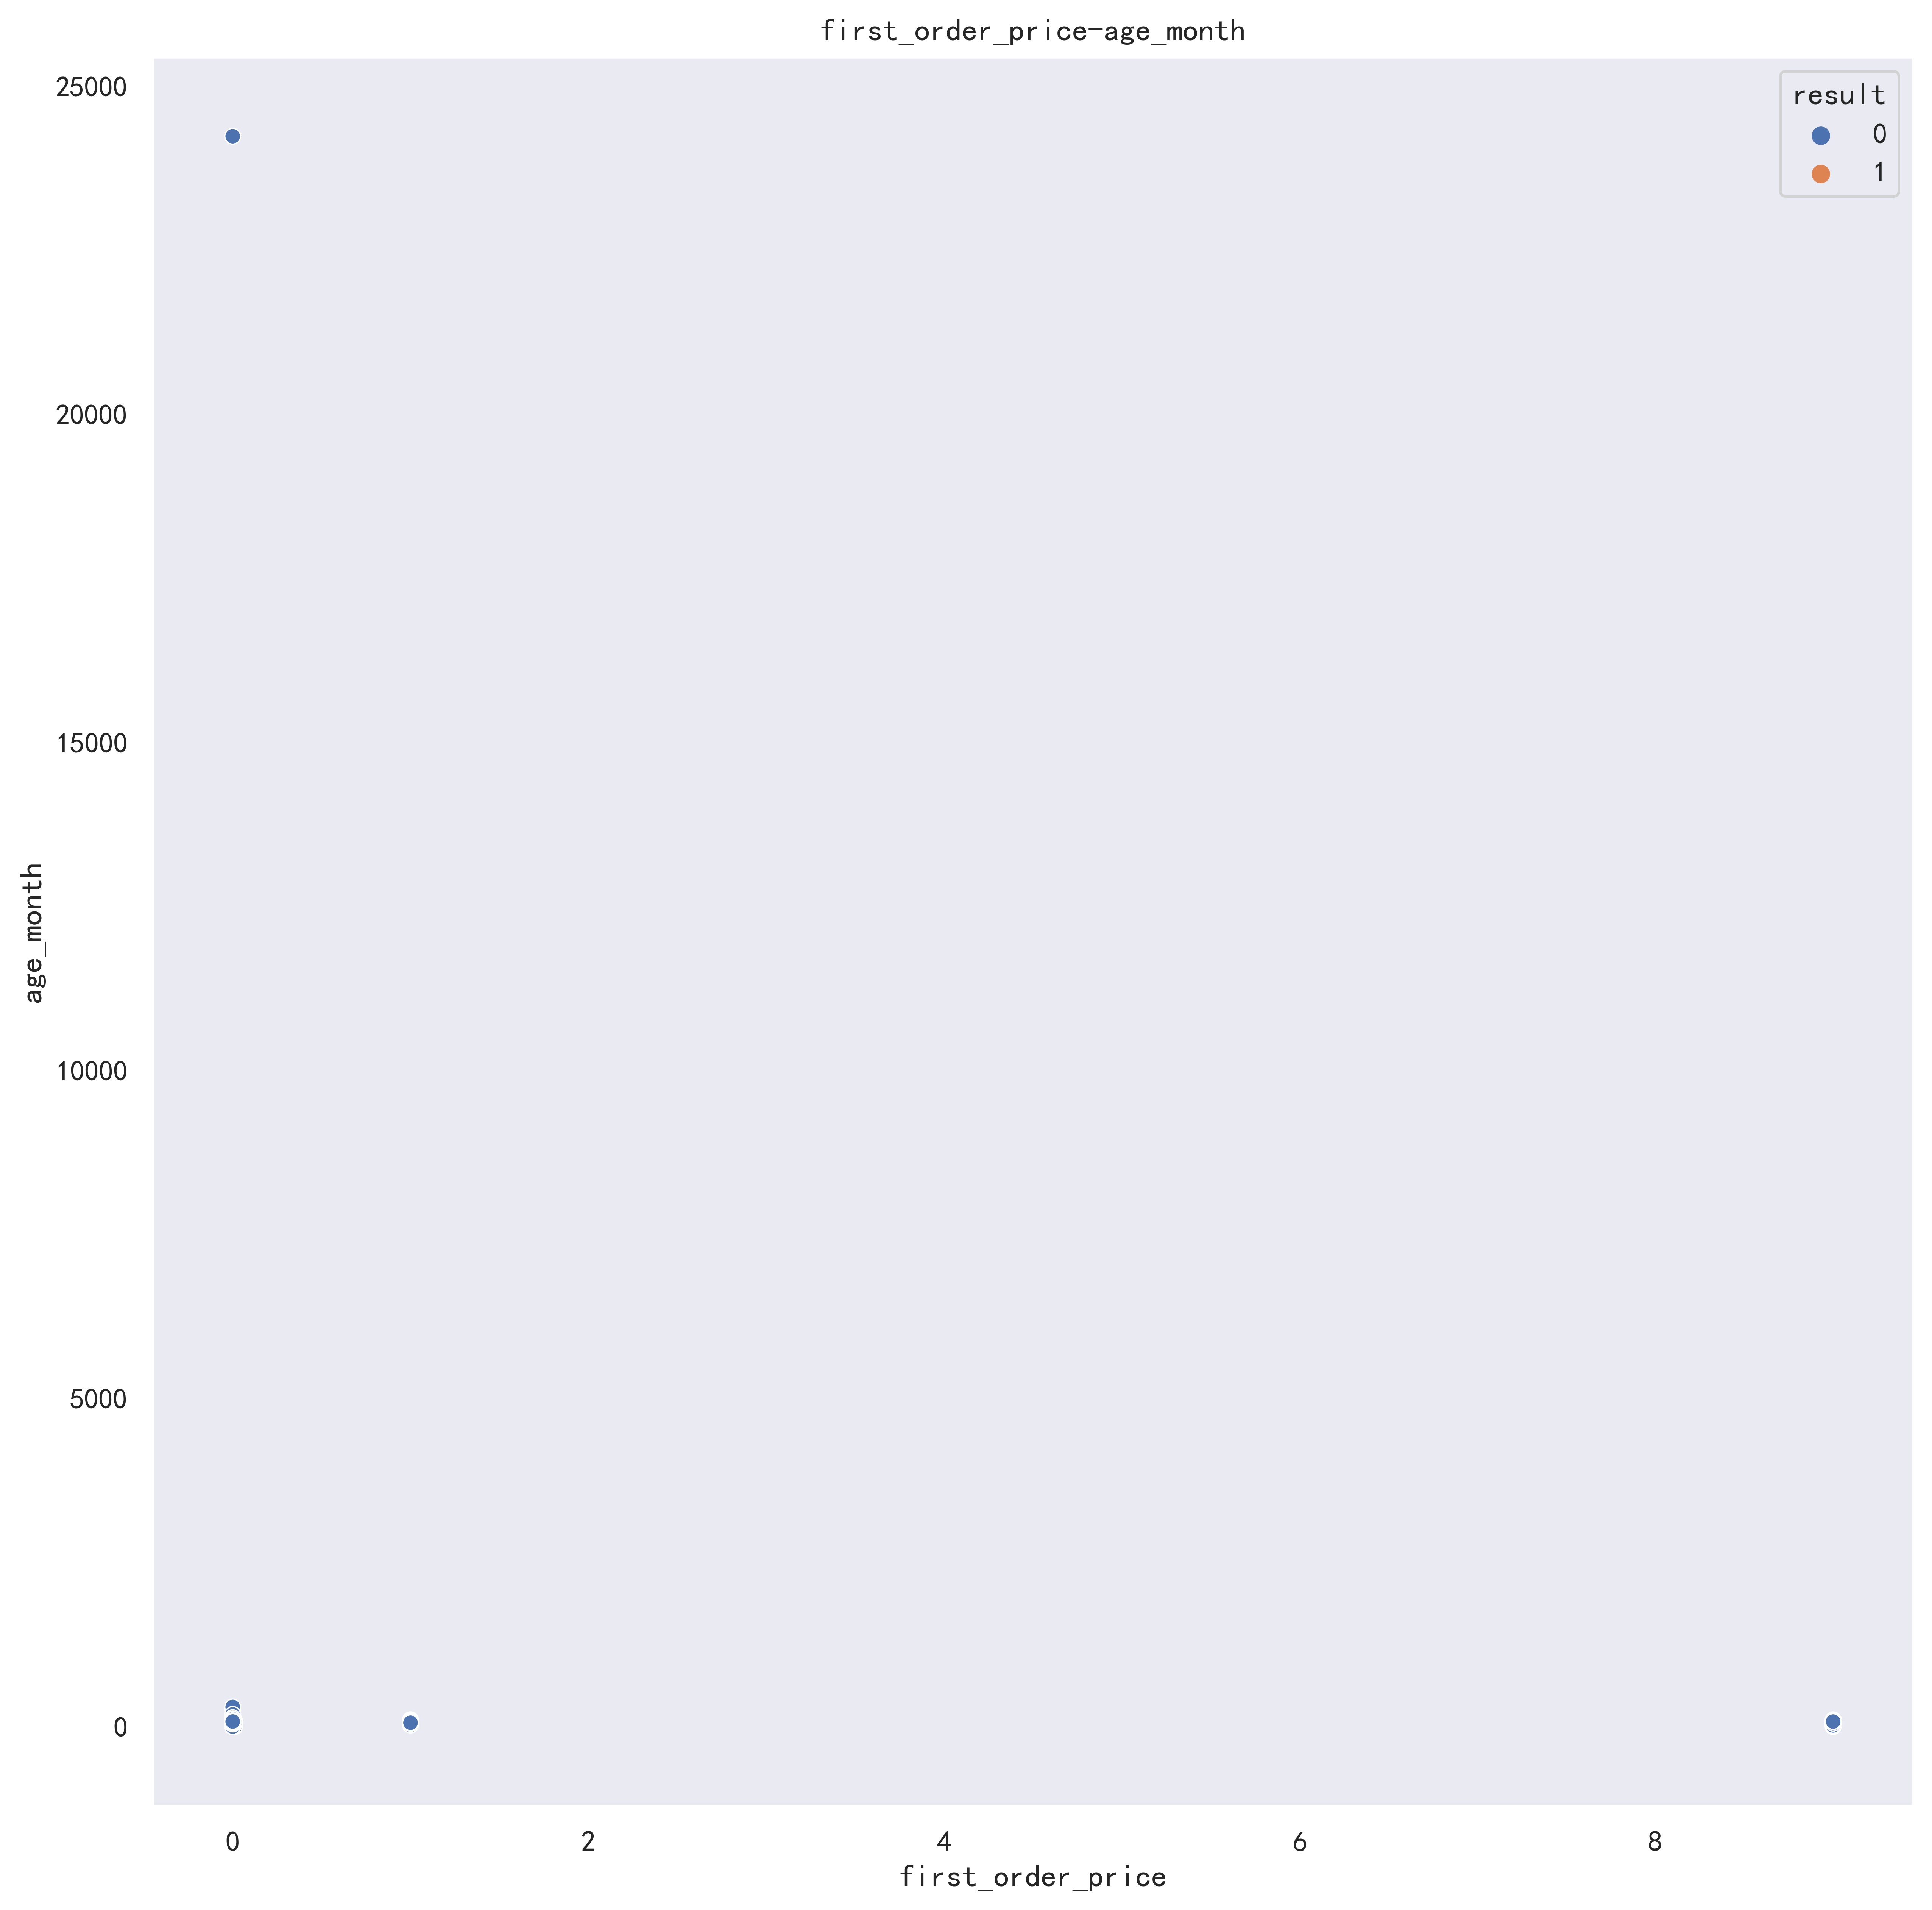 first_order_price-age_month
result
0
1
25000
20000
15000
10000
5000
0
age_month
0 2 4 6 8
first_order_price